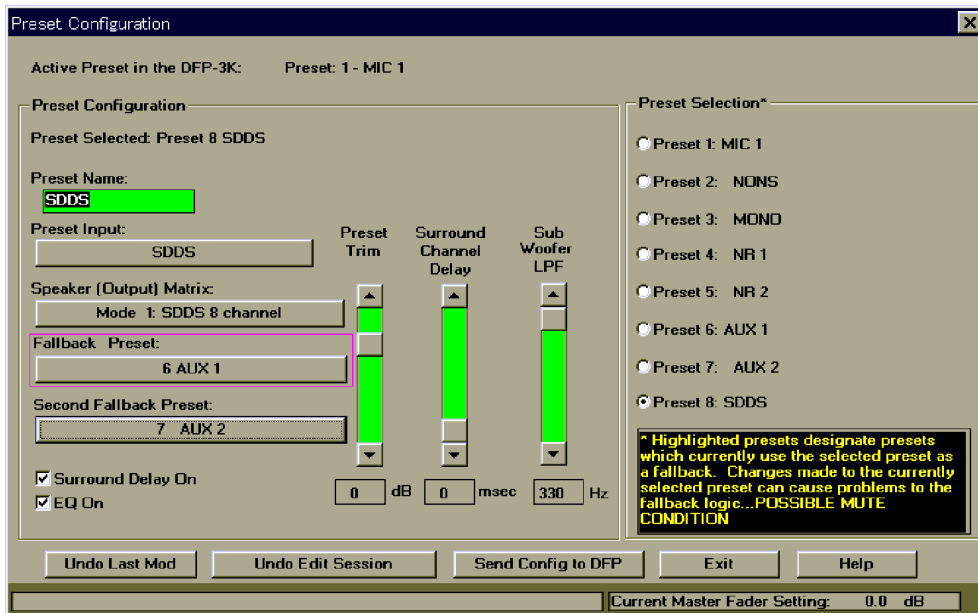 Preset Configuration
Active Preset in the DFP-3K: Preset: 1 - MIC 1
Preset Configuration
Preset Selected: Preset 8 SDDS
Preset Name:
SDDS
Preset Input:
SDDS
Speaker (Output) Matrix:
Mode 1: SDDS 8 channel
Fallback Preset:
6 AUX 1
Second Fallback Preset:
7 AUX 2
Surround Delay On
EQ On
Preset
Trim
0 dB
Surround
Channel
Delay
0 msec
Sub
Woofer
LPF
330 Hz
Preset Selection*
Preset 1: MIC 1
Preset 2: NONS
Preset 3: MONO
Preset 4: NR 1
Preset 5: NR 2
Preset 6: AUX 1
Preset 7: AUX 2
Preset 8: SDDS
* Highlighted presets designate presets
which currently use the selected preset as
a fallback. Changes made to the currently
selected preset can cause problems to the
fallback logic...POSSIBLE MUTE
CONDITION
Undo Last Mod
Undo Edit Session
Send Config to DFP
Exit
Help
Current Master Fader Setting: 0.0 dB